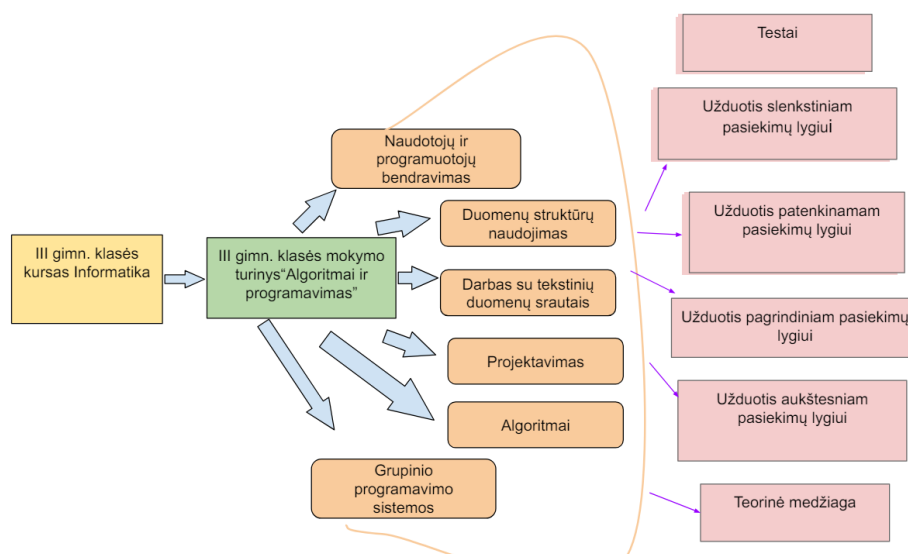 III gimn. klasės
kursas Informatika
III gimn. klasės mokymo
turinys“Algoritmai ir
programavimas”
Naudotojų ir
programuotojų
bendravimas
Duomenų struktūrų
naudojimas
Darbas su tekstinių
duomenų srautais
Projektavimas
Algoritmai
Grupinio
programavimo
sistemos
Testai
Užduotis slenkstiniam
pasiekimų lygiui
Užduotis patenkinamam
pasiekimų lygiui
Užduotis pagrindiniam pasiekimų
lygiui
Užduotis aukštesniam
pasiekimų lygiui
Teorinė medžiaga